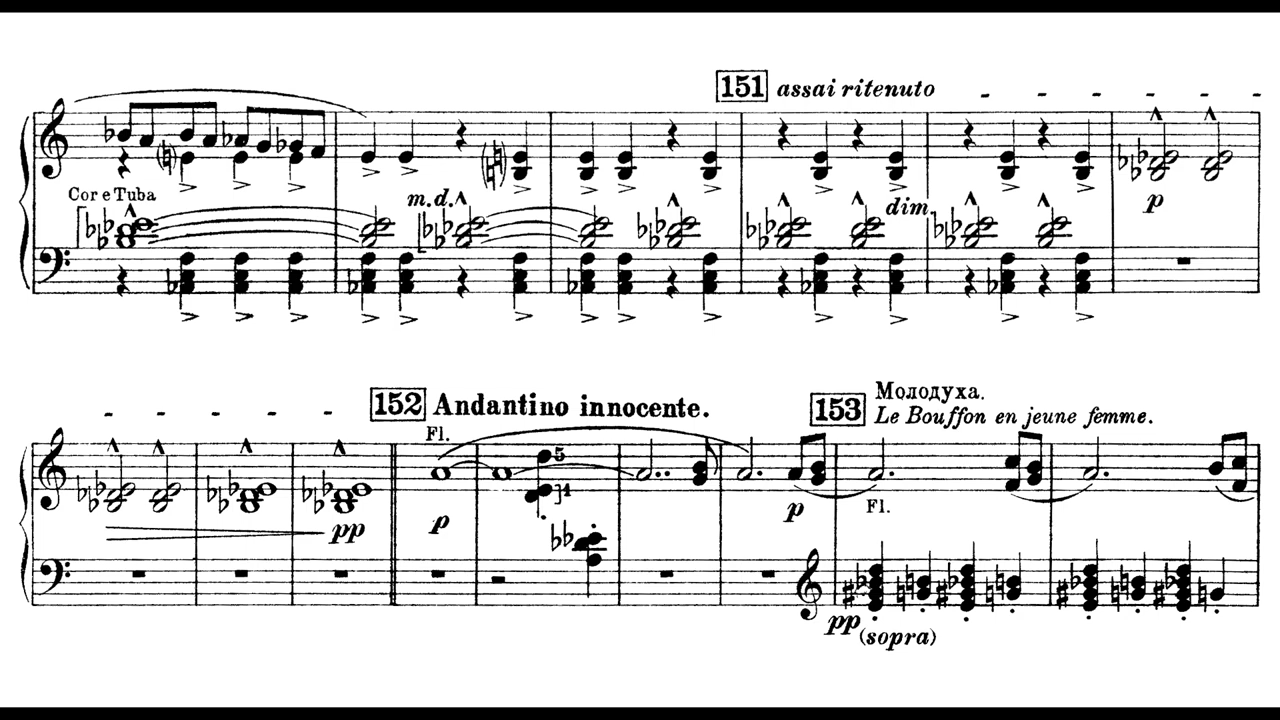 151 assai ritenuto
Cor e Tuba
m.d.
dim.
p
152 Andantino innocente.
153 Молодуха.
Le Bouffon en jeune femme.
Fl.
5
1
pp
p
p
Fl.
pp
(sopra)